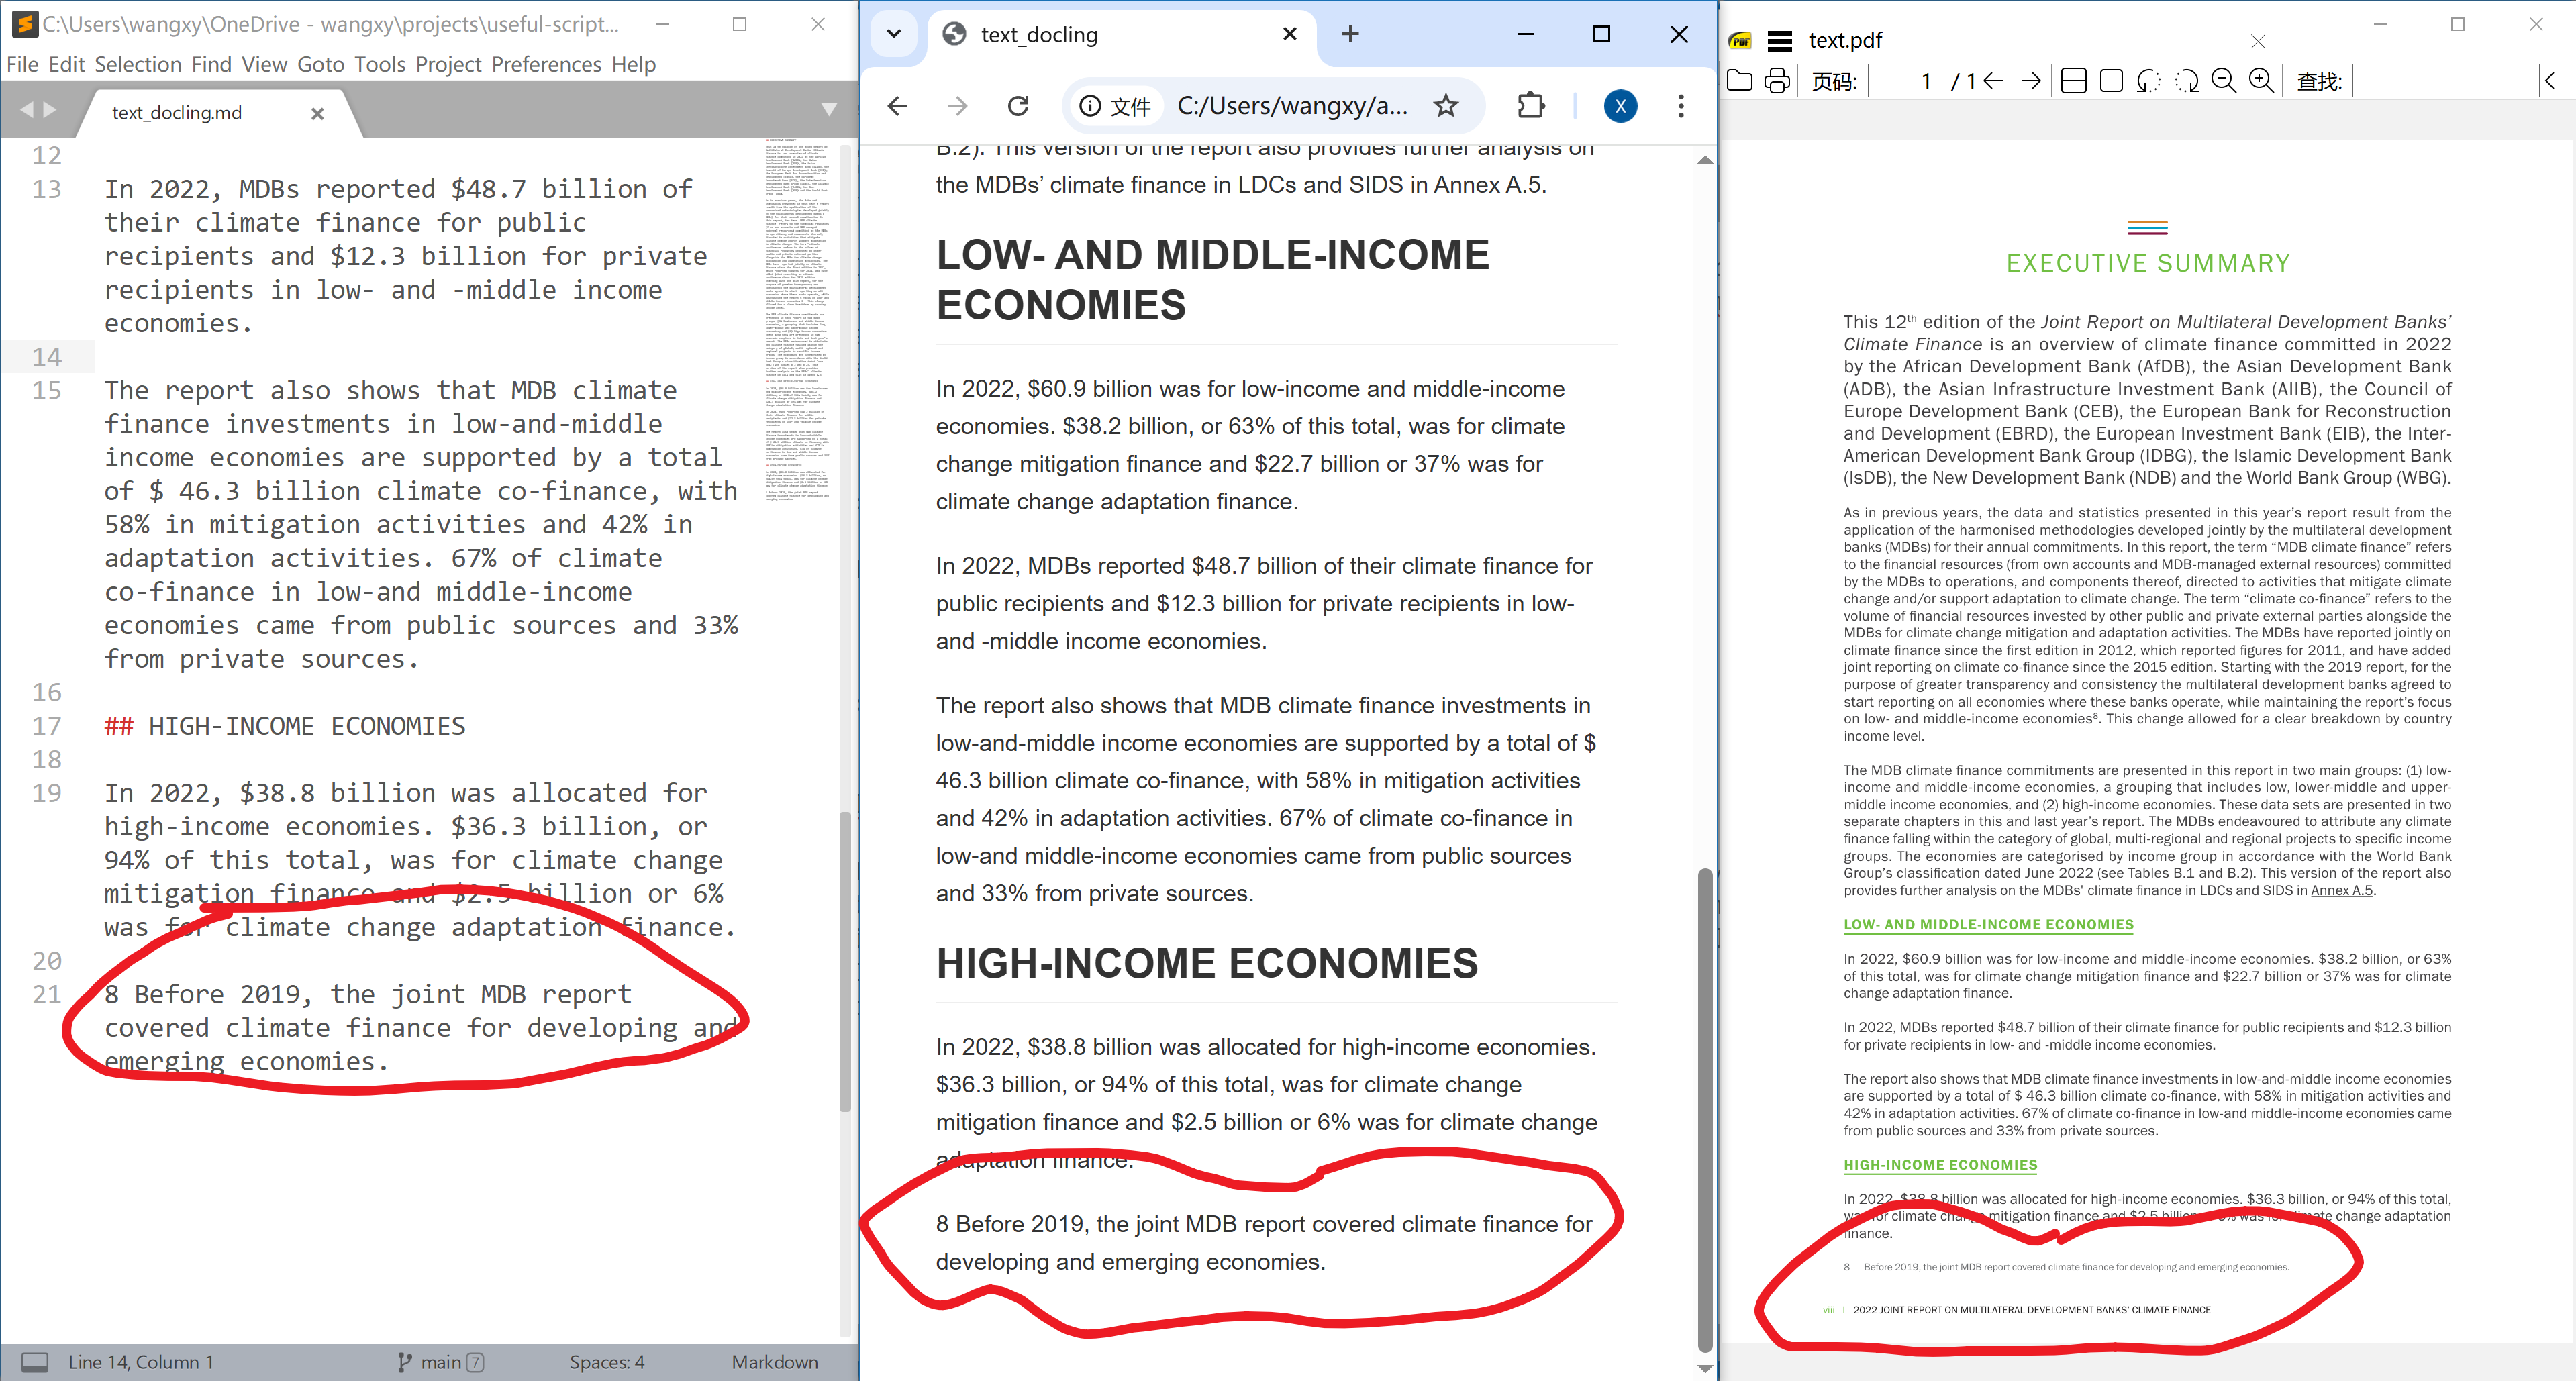 C:\Users\wangxy\OneDrive - wangxy\projects\useful-script...
File Edit Selection Find View Goto Tools Project Preferences Help
text_docling.md
12
13 In 2022, MDBs reported $48.7 billion of
their climate finance for public
recipients and $12.3 billion for private
recipients in low- and -middle income
economies.
14
15 The report also shows that MDB climate
finance investments in low-and-middle
income economies are supported by a total
of $ 46.3 billion climate co-finance, with
58% in mitigation activities and 42% in
adaptation activities. 67% of climate
co-finance in low-and middle-income
economies came from public sources and 33%
from private sources.
16
17 ## HIGH-INCOME ECONOMIES
18
19 In 2022, $38.8 billion was allocated for
high-income economies. $36.3 billion, or
94% of this total, was for climate change
mitigation finance and $2.5 billion or 6%
was for climate change adaptation finance.
20
21 8 Before 2019, the joint MDB report
covered climate finance for developing and
emerging economies.
Line 14, Column 1 main 7 Spaces: 4 Markdown
text_docling
文件 C:/Users/wangxy/a... X
B.2). This version of the report also provides further analysis on
the MDBs’ climate finance in LDCs and SIDS in Annex A.5.
LOW- AND MIDDLE-INCOME
ECONOMIES
In 2022, $60.9 billion was for low-income and middle-income
economies. $38.2 billion, or 63% of this total, was for climate
change mitigation finance and $22.7 billion or 37% was for
climate change adaptation finance.
In 2022, MDBs reported $48.7 billion of their climate finance for
public recipients and $12.3 billion for private recipients in low-
and -middle income economies.
The report also shows that MDB climate finance investments in
low-and-middle income economies are supported by a total of $
46.3 billion climate co-finance, with 58% in mitigation activities
and 42% in adaptation activities. 67% of climate co-finance in
low-and middle-income economies came from public sources
and 33% from private sources.
HIGH-INCOME ECONOMIES
In 2022, $38.8 billion was allocated for high-income economies.
$36.3 billion, or 94% of this total, was for climate change
mitigation finance and $2.5 billion or 6% was for climate change
adaptation finance.
8 Before 2019, the joint MDB report covered climate finance for
developing and emerging economies.
PDF text.pdf
页码: 1 / 1 查找:
EXECUTIVE SUMMARY
This 12th edition of the Joint Report on Multilateral Development Banks’
Climate Finance is an overview of climate finance committed in 2022
by the African Development Bank (AfDB), the Asian Development Bank
(ADB), the Asian Infrastructure Investment Bank (AIIB), the Council of
Europe Development Bank (CEB), the European Bank for Reconstruction
and Development (EBRD), the European Investment Bank (EIB), the Inter-
American Development Bank Group (IDBG), the Islamic Development Bank
(IsDB), the New Development Bank (NDB) and the World Bank Group (WBG).
As in previous years, the data and statistics presented in this year’s report result from the
application of the harmonised methodologies developed jointly by the multilateral development
banks (MDBs) for their annual commitments. In this report, the term “MDB climate finance” refers
to the financial resources (from own accounts and MDB-managed external resources) committed
by the MDBs to operations, and components thereof, directed to activities that mitigate climate
change and/or support adaptation to climate change. The term “climate co-finance” refers to the
volume of financial resources invested by other public and private external parties alongside the
MDBs for climate change mitigation and adaptation activities. The MDBs have reported jointly on
climate finance since the first edition in 2012, which reported figures for 2011, and have added
joint reporting on climate co-finance since the 2015 edition. Starting with the 2019 report, for the
purpose of greater transparency and consistency the multilateral development banks agreed to
start reporting on all economies where these banks operate, while maintaining the report’s focus
on low- and middle-income economies8. This change allowed for a clear breakdown by country
income level.
The MDB climate finance commitments are presented in this report in two main groups: (1) low-
income and middle-income economies, a grouping that includes low, lower-middle and upper-
middle income economies, and (2) high-income economies. These data sets are presented in two
separate chapters in this and last year’s report. The MDBs endeavoured to attribute any climate
finance falling within the category of global, multi-regional and regional projects to specific income
groups. The economies are categorised by income group in accordance with the World Bank
Group’s classification dated June 2022 (see Tables B.1 and B.2). This version of the report also
provides further analysis on the MDBs’ climate finance in LDCs and SIDS in Annex A.5.
LOW- AND MIDDLE-INCOME ECONOMIES
In 2022, $60.9 billion was for low-income and middle-income economies. $38.2 billion, or 63%
of this total, was for climate change mitigation finance and $22.7 billion or 37% was for climate
change adaptation finance.
In 2022, MDBs reported $48.7 billion of their climate finance for public recipients and $12.3 billion
for private recipients in low- and -middle income economies.
The report also shows that MDB climate finance investments in low-and-middle income economies
are supported by a total of $ 46.3 billion climate co-finance, with 58% in mitigation activities and
42% in adaptation activities. 67% of climate co-finance in low-and middle-income economies came
from public sources and 33% from private sources.
HIGH-INCOME ECONOMIES
In 2022, $38.8 billion was allocated for high-income economies. $36.3 billion, or 94% of this total,
was for climate change mitigation finance and $2.5 billion or 6% was for climate change adaptation
finance.
8 Before 2019, the joint MDB report covered climate finance for developing and emerging economies.
viii | 2022 JOINT REPORT ON MULTILATERAL DEVELOPMENT BANKS’ CLIMATE FINANCE